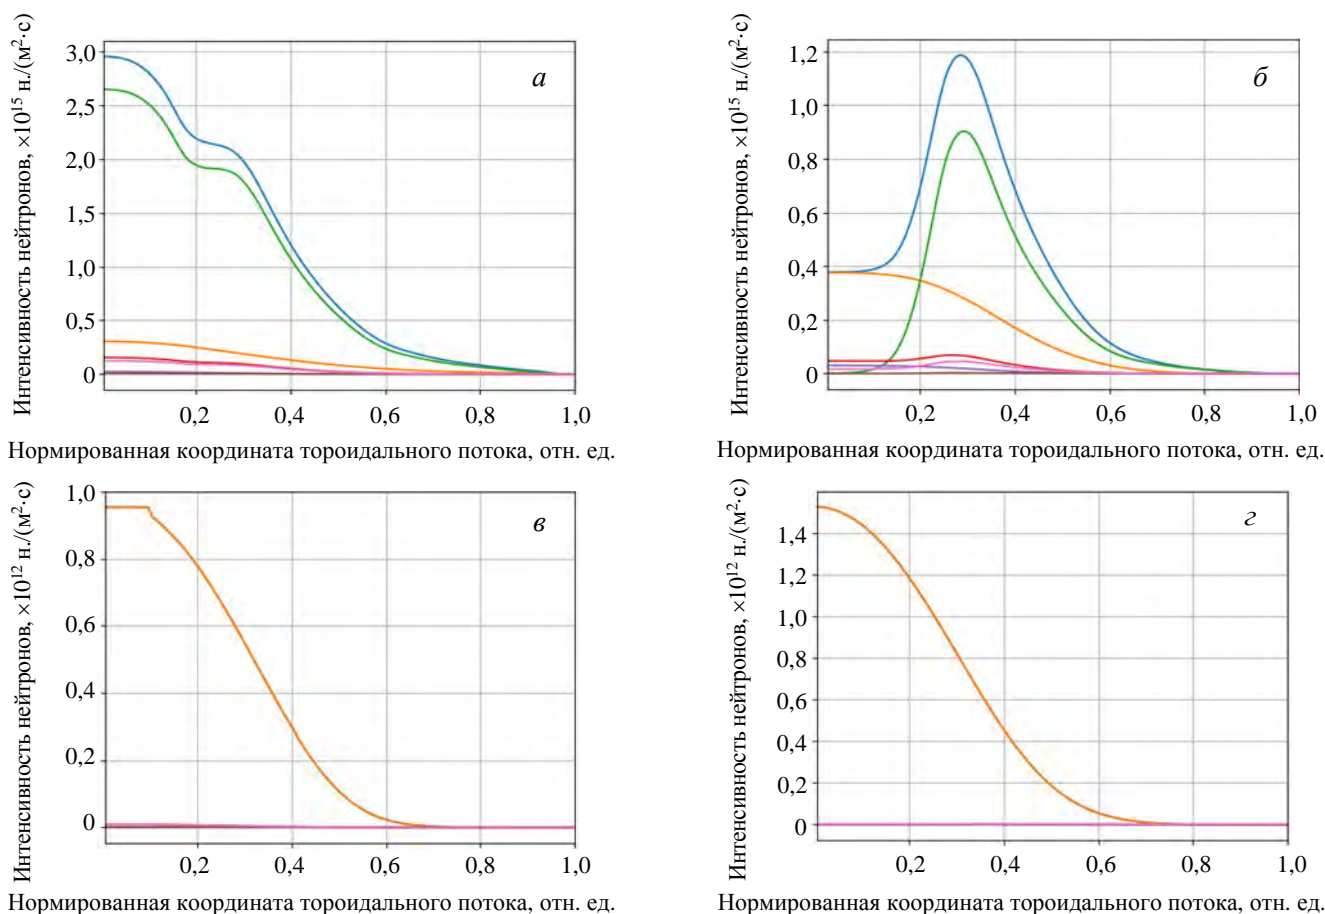 Интенсивность нейтронов, ×10¹⁵ н./(м²·с)
3,0
2,5
2,0
1,5
1,0
0,5
0
а
0,2 0,4 0,6 0,8 1,0
Нормированная координата тороидального потока, отн. ед.
Интенсивность нейтронов, ×10¹⁵ н./(м²·с)
1,2
1,0
0,8
0,6
0,4
0,2
0
б
0,2 0,4 0,6 0,8 1,0
Нормированная координата тороидального потока, отн. ед.
Интенсивность нейтронов, ×10¹² н./(м²·с)
1,0
0,8
0,6
0,4
0,2
0
в
0,2 0,4 0,6 0,8 1,0
Нормированная координата тороидального потока, отн. ед.
Интенсивность нейтронов, ×10¹² н./(м²·с)
1,4
1,2
1,0
0,8
0,6
0,4
0,2
0
г
0,2 0,4 0,6 0,8 1,0
Нормированная координата тороидального потока, отн. ед.